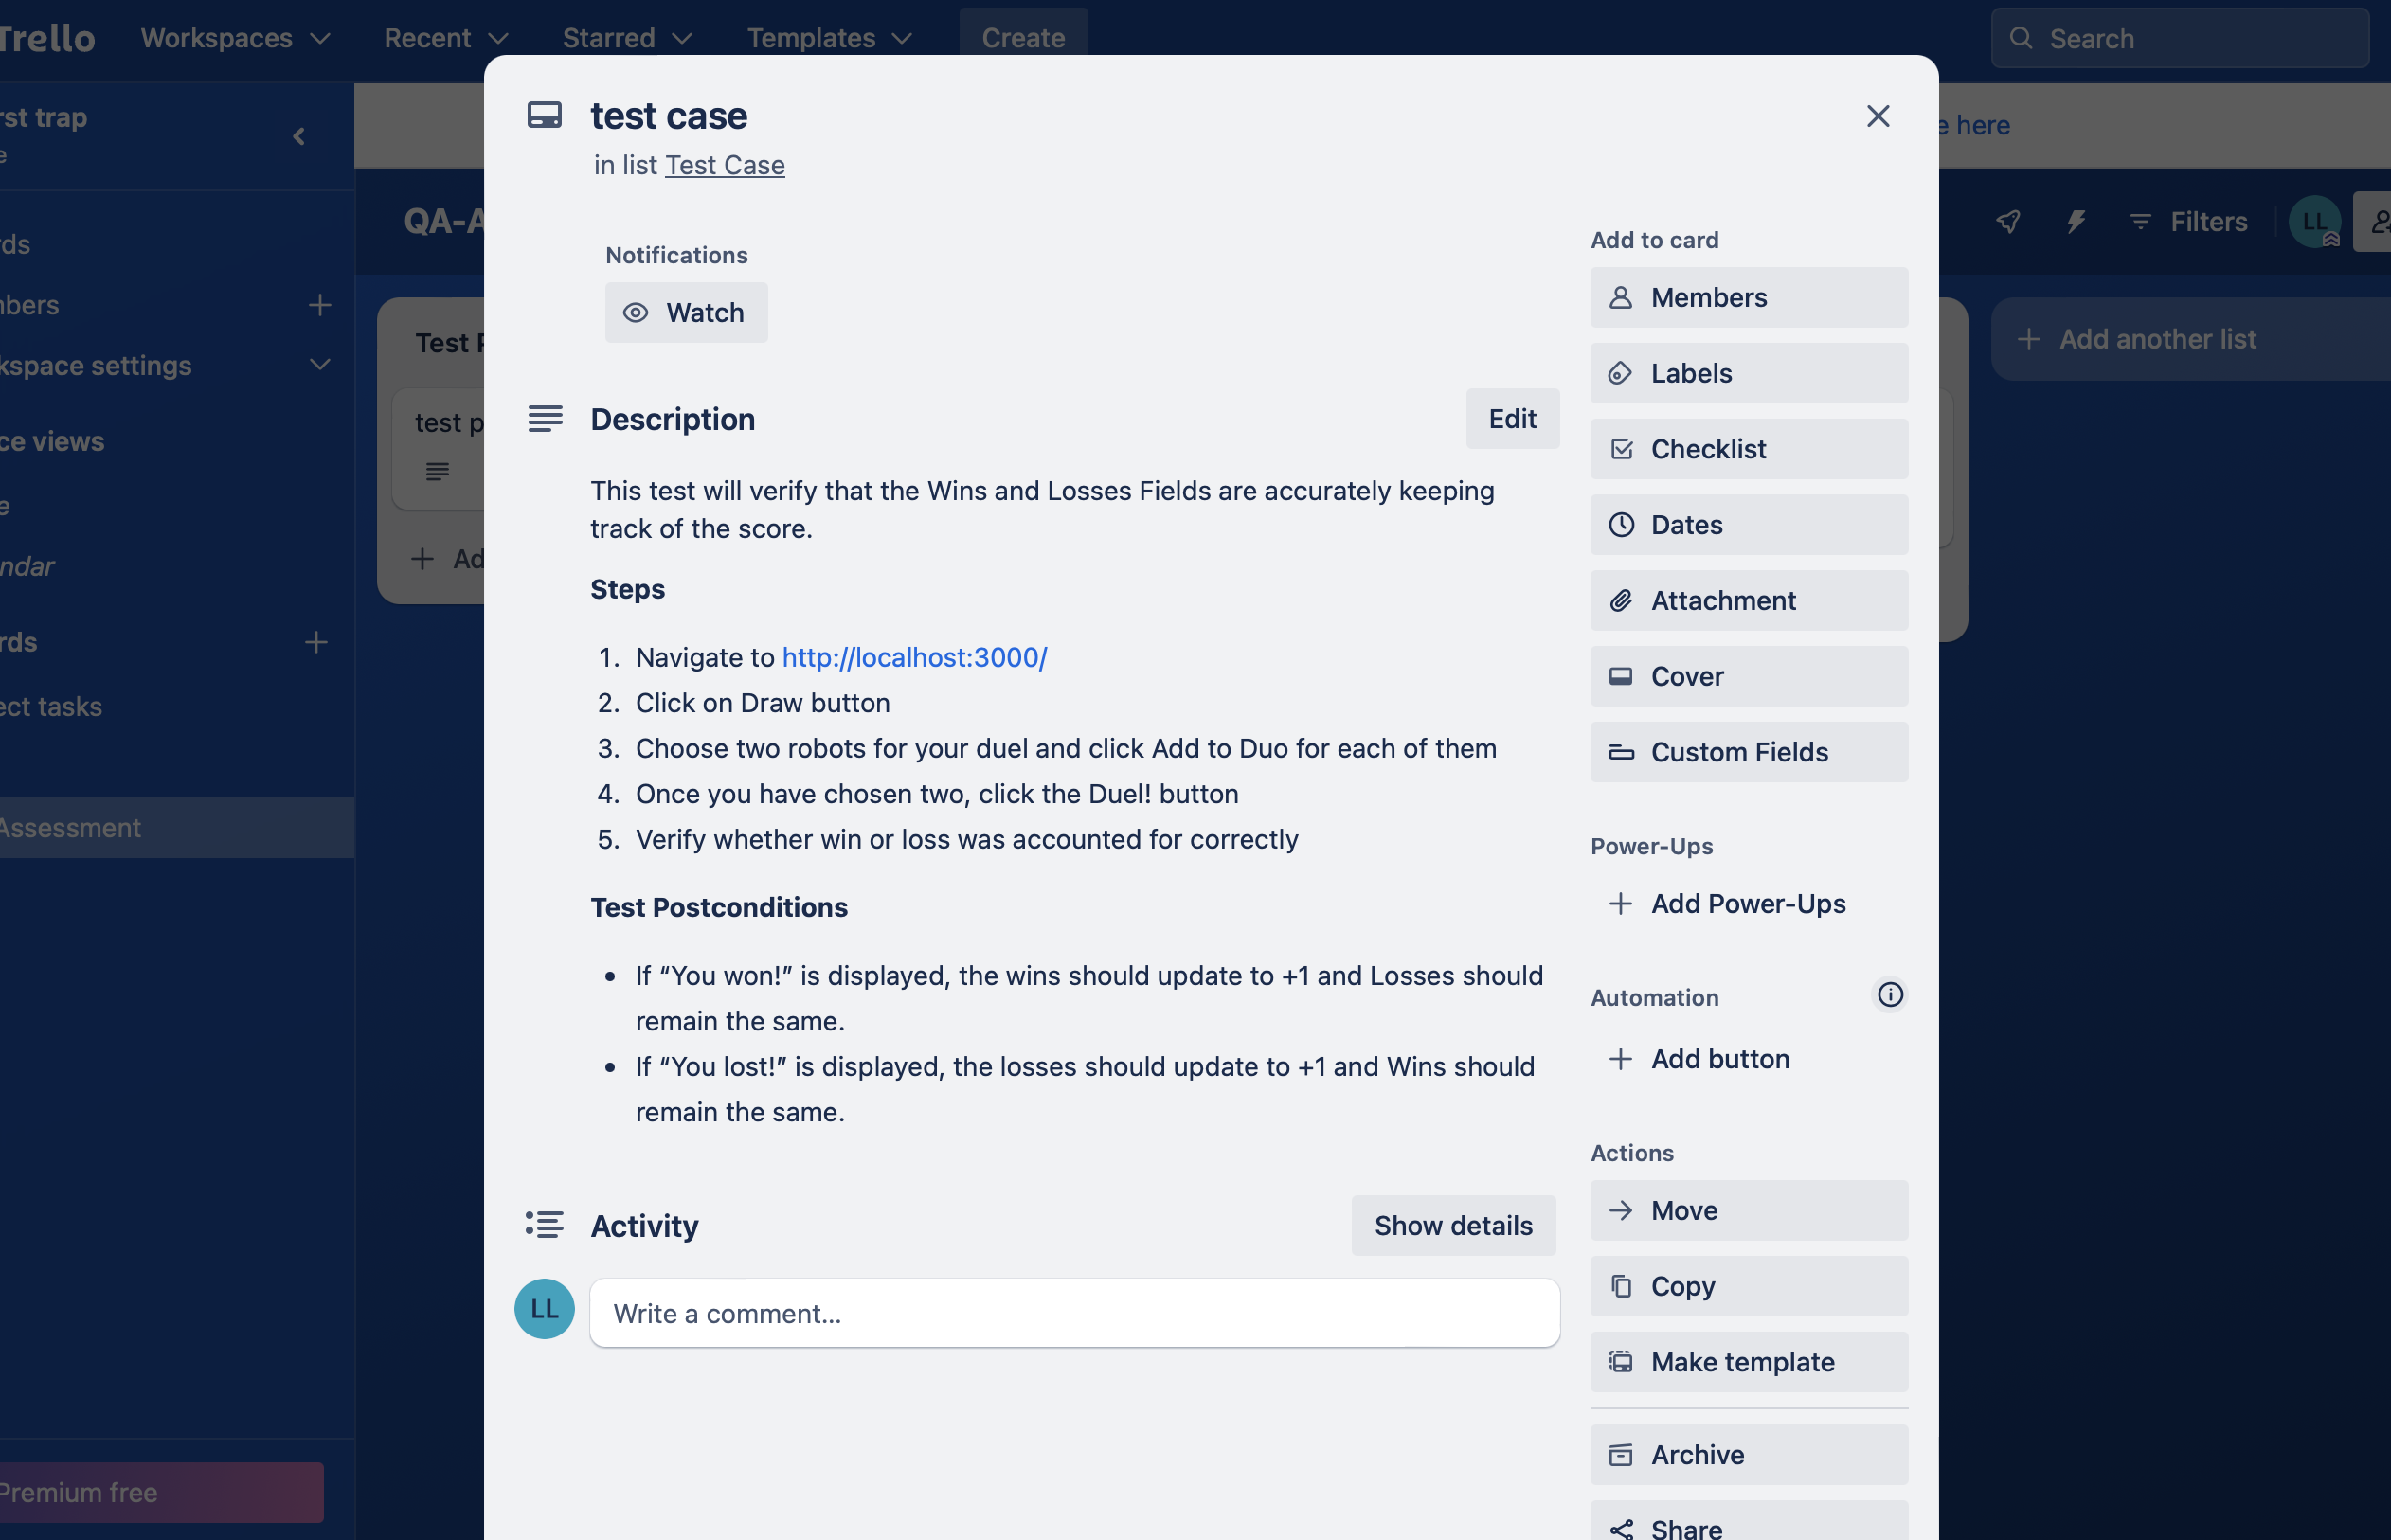 Trello
Workspaces
Recent
Starred
Templates
Create
Search
test case
in list Test Case
here
QA-A
Filters
LL
Notifications
Watch
Add to card
Members
Labels
Checklist
Dates
Attachment
Cover
Custom Fields
Power-Ups
Add Power-Ups
Automation
Add button
Actions
Move
Copy
Make template
Archive
Share
Description
Edit
This test will verify that the Wins and Losses Fields are accurately keeping
track of the score.
Steps
1. Navigate to http://localhost:3000/
2. Click on Draw button
3. Choose two robots for your duel and click Add to Duo for each of them
4. Once you have chosen two, click the Duel! button
5. Verify whether win or loss was accounted for correctly
Test Postconditions
• If “You won!” is displayed, the wins should update to +1 and Losses should
remain the same.
• If “You lost!” is displayed, the losses should update to +1 and Wins should
remain the same.
Activity
Show details
LL
Write a comment...
rst trap
e
rds
nbers
kspace settings
ce views
e
ndar
rds
ect tasks
Assessment
Premium free
Test P
test p
Ad
Add another list